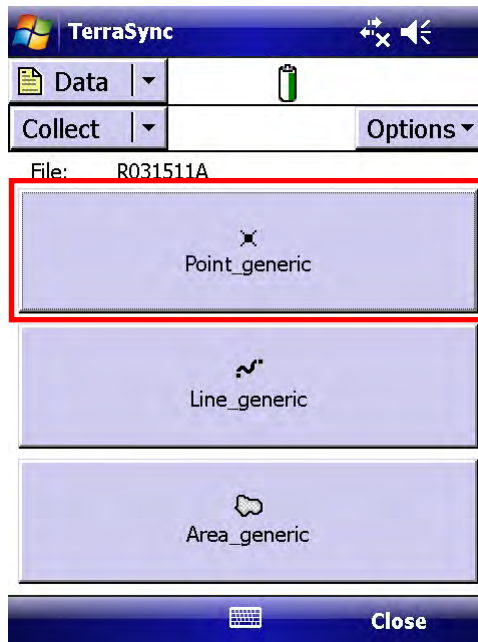 TerraSync
Data
Collect
Options
File: R031511A
Point_generic
Line_generic
Area_generic
Close